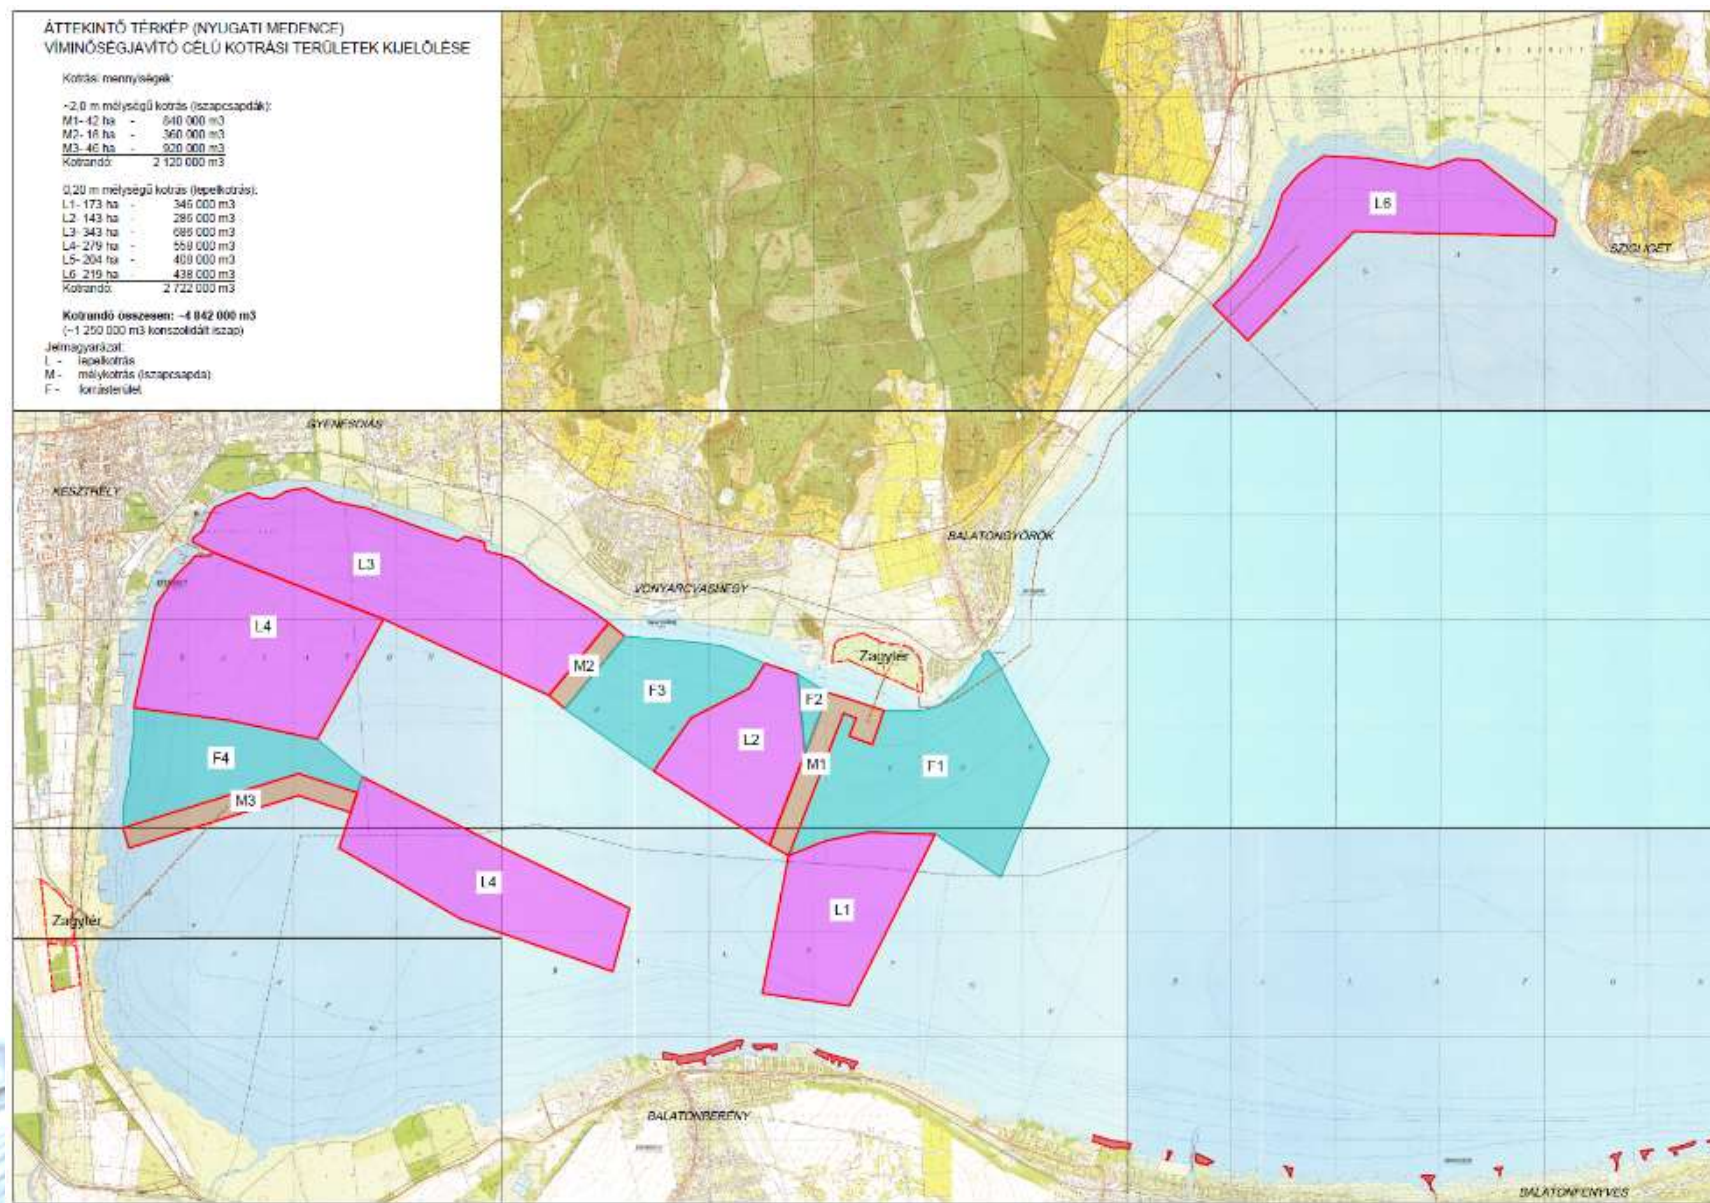 ÁTTEKINTŐ TÉRKÉP (NYUGATI MEDENCE)
VÍMINŐSÉGJAVÍTÓ CÉLÚ KOTRÁSI TERÜLETEK KIJELÖLÉSE
Kotrási mennyiségek:
~2,0 m mélységű kotrás (iszapcsapdák):
M1- 42 ha - 840 000 m3
M2- 18 ha - 360 000 m3
M3- 46 ha - 920 000 m3
Kotrandó: 2 120 000 m3
0,20 m mélységű kotrás (lepelkotrás):
L1- 173 ha - 346 000 m3
L2- 143 ha - 286 000 m3
L3- 343 ha - 686 000 m3
L4- 279 ha - 558 000 m3
L5- 204 ha - 408 000 m3
L6- 219 ha - 438 000 m3
Kotrandó: 2 722 000 m3
Kotrandó összesen: ~4 842 000 m3
(~1 250 000 m3 konszolidált iszap)
Jelmagyarázat:
L - lepelkotrás
M - mélykotrás (iszapcsapda)
F - forrásterület
L6
SZIGLIGET
GYENESDIÁS
KESZTHELY
BALATONGYÖRÖK
L3
VONYARCVASHEGY
L4
M2
Zagytér
F3
F2
L2
F4
M1
F1
M3
L4
L1
Zagytér
BALATONBERÉNY
BALATONFENYVES